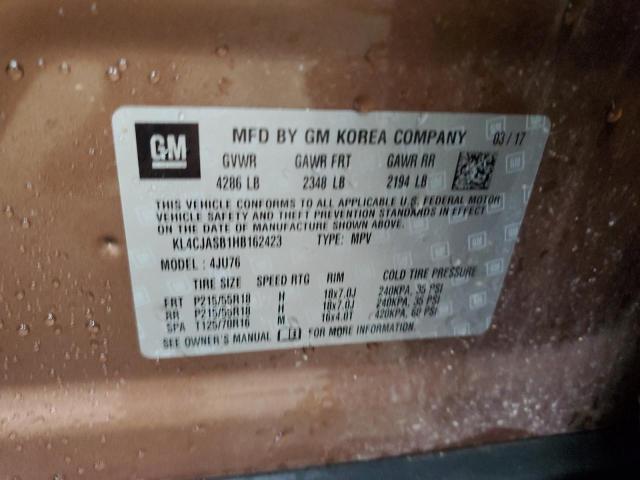 GM
MFD BY GM KOREA COMPANY 03/17
GVWR GAWR FRT GAWR RR
4286 LB 2348 LB 2194 LB
THIS VEHICLE CONFORMS TO ALL APPLICABLE U.S. FEDERAL MOTOR
VEHICLE SAFETY, BUMPER, AND THEFT PREVENTION STANDARDS IN EFFECT
ON THE DATE OF MANUFACTURE SHOWN ABOVE.
KL4CJASB1HB162423 TYPE: MPV
MODEL: 4JU76
TIRE SIZE SPEED RTG RIM COLD TIRE PRESSURE
FRT P215/55R18 H 18x7.0J 240KPA, 35 PSI
RR P215/55R18 H 18x7.0J 240KPA, 35 PSI
SPA T125/70R16 M 16x4.0T 420KPA, 60 PSI
SEE OWNER'S MANUAL FOR MORE INFORMATION.